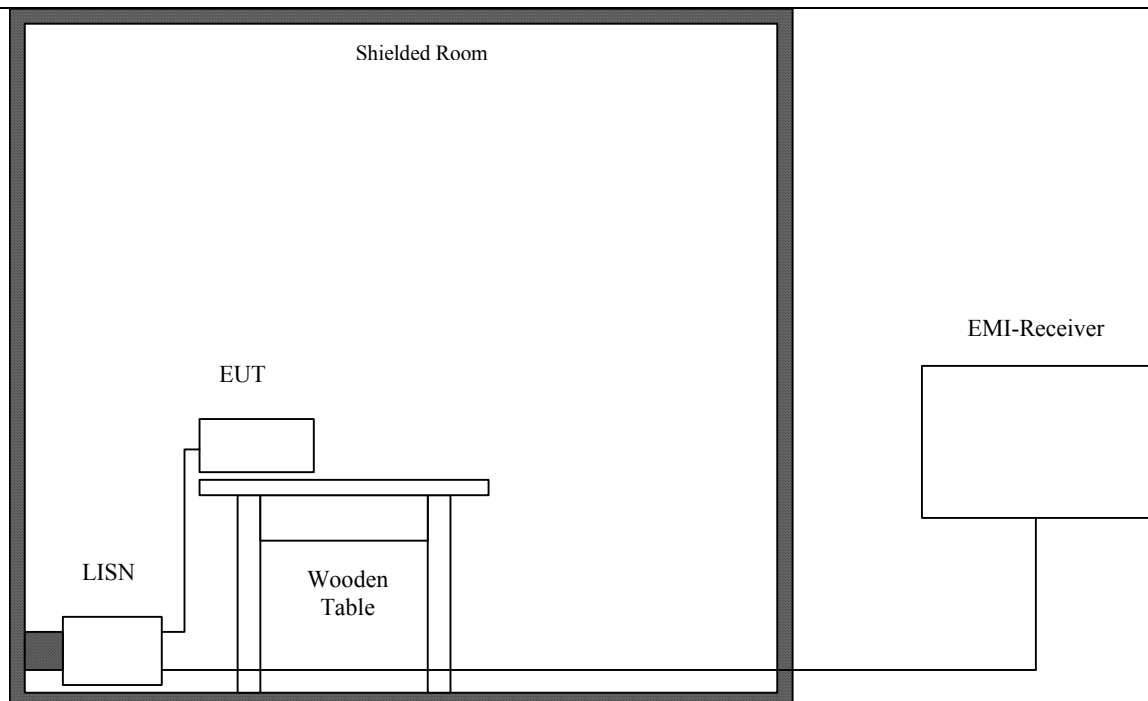 Shielded Room
EMI-Receiver
EUT
LISN
Wooden
Table